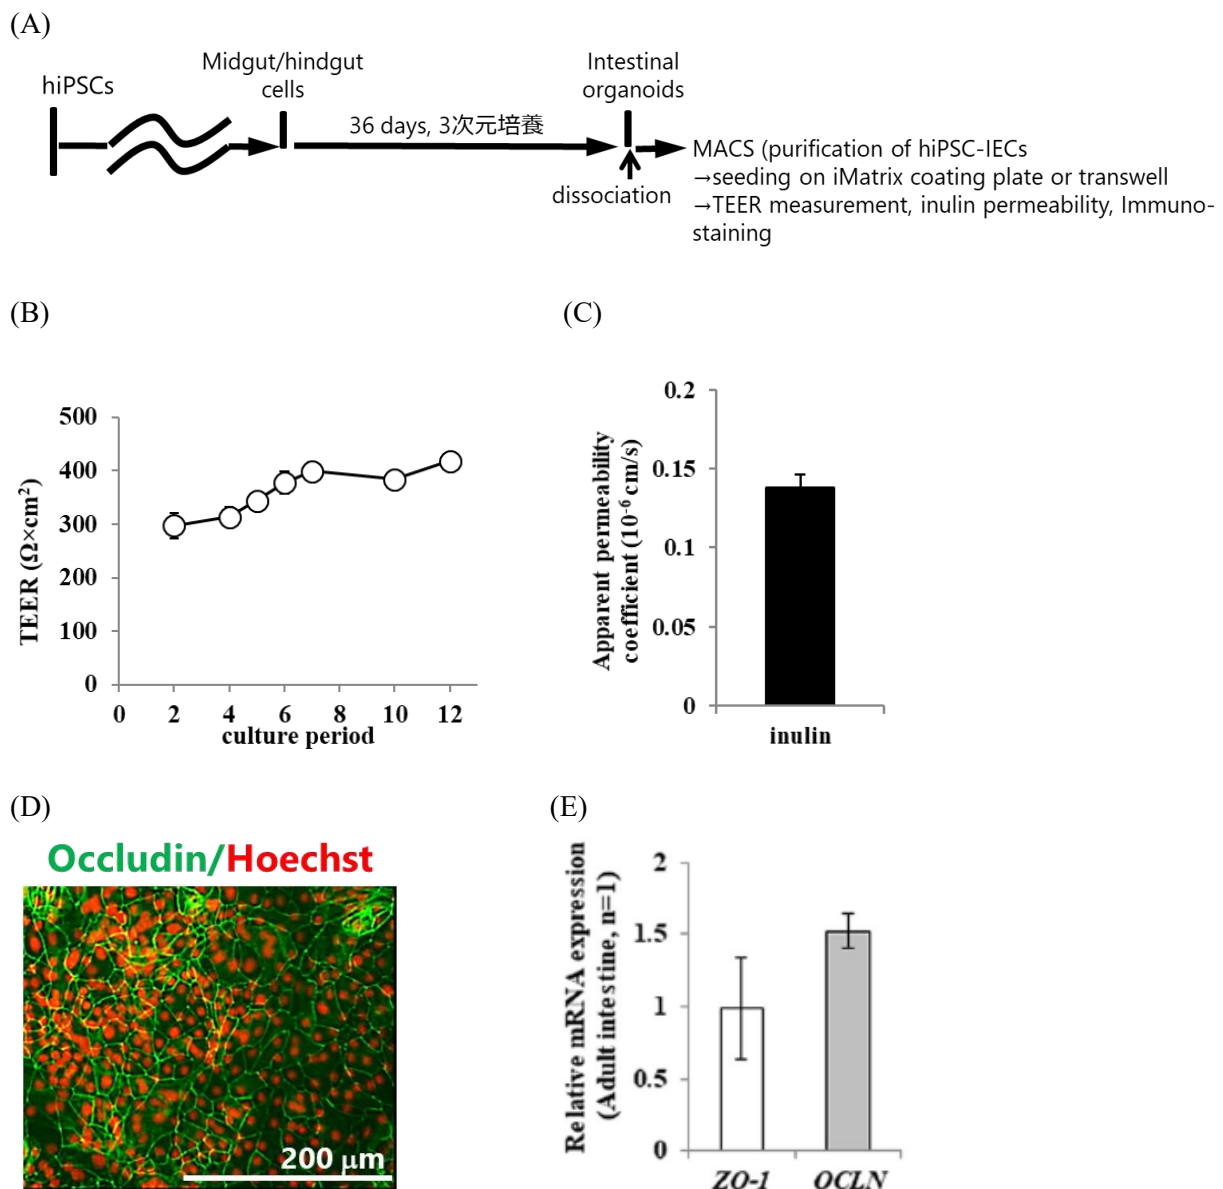 (A)
hiPSCs
Midgut/hindgut
cells
36 days, 3次元培養
Intestinal
organoids
dissociation
MACS (purification of hiPSC-IECs
→seeding on iMatrix coating plate or transwell
→TEER measurement, inulin permeability, Immuno-
staining
(B)
TEER (Ω×cm²)
500
400
300
200
100
0
0 2 4 6 8 10 12
culture period
(C)
Apparent permeability
coefficient (10⁻⁶ cm/s)
0.2
0.15
0.1
0.05
0
inulin
(D)
Occludin/Hoechst
200 μm
(E)
Relative mRNA expression
(Adult intestine, n=1)
2
1.5
1
0.5
0
ZO-1 OCLN